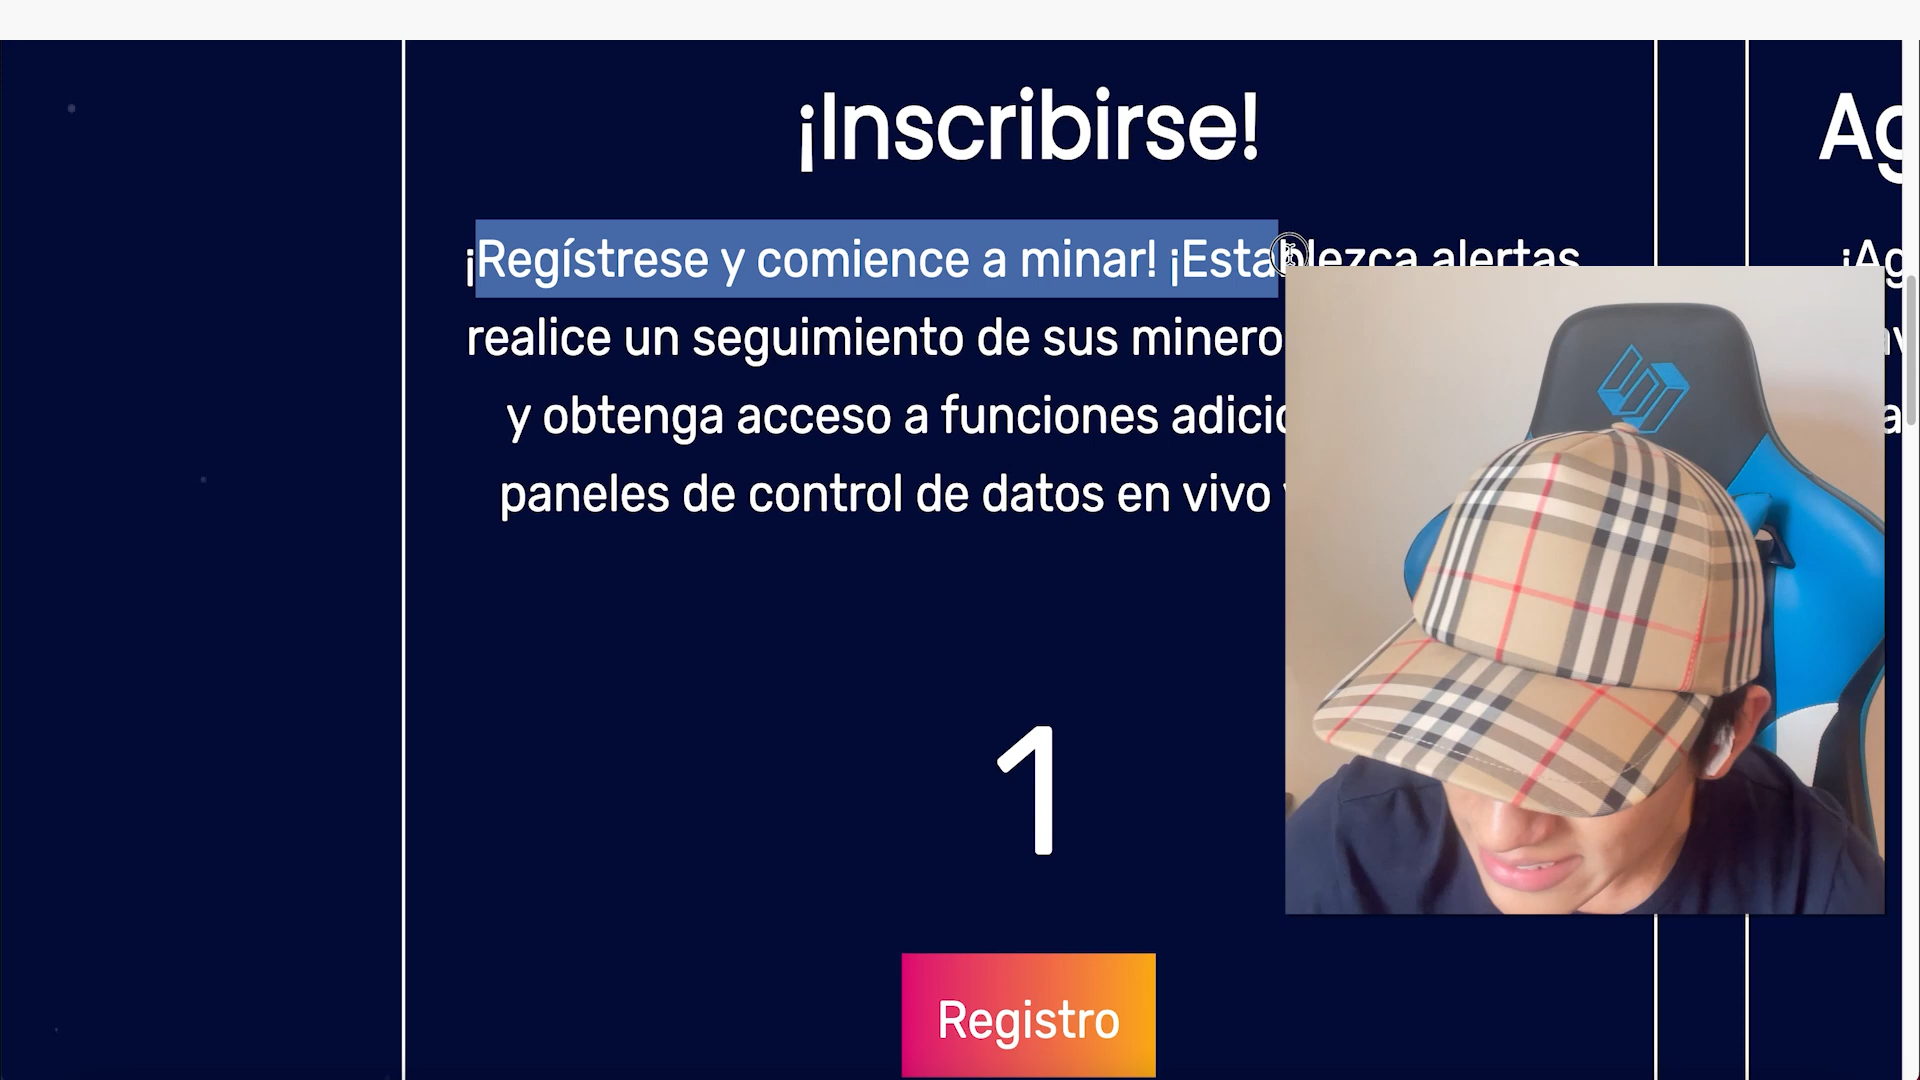 ¡Inscribirse!
¡Regístrese y comience a minar! ¡Establezca alertas
realice un seguimiento de sus minero
y obtenga acceso a funciones adicio
paneles de control de datos en vivo
1
Registro
Ag
¡Ag